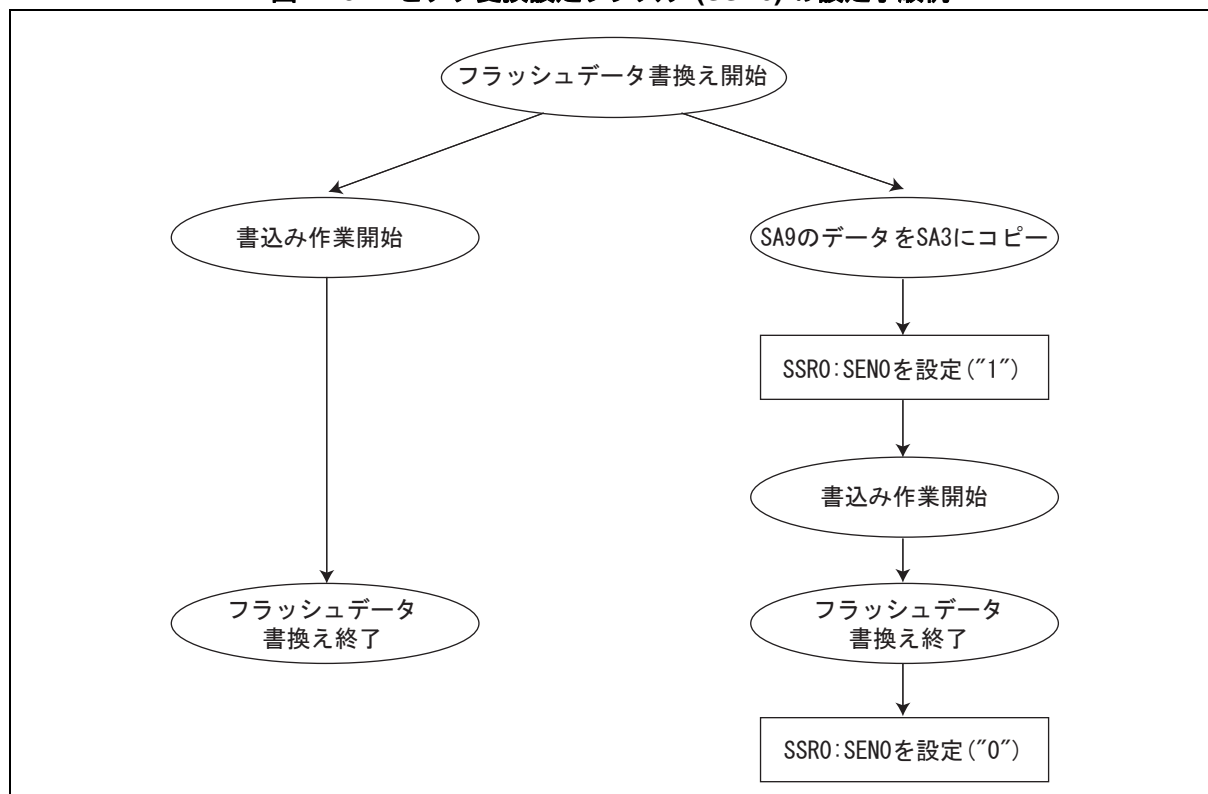 フラッシュデータ書換え開始
書込み作業開始
SA9のデータをSA3にコピー
SSR0:SEN0を設定("1")
書込み作業開始
フラッシュデータ
書換え終了
フラッシュデータ
書換え終了
SSR0:SEN0を設定("0")